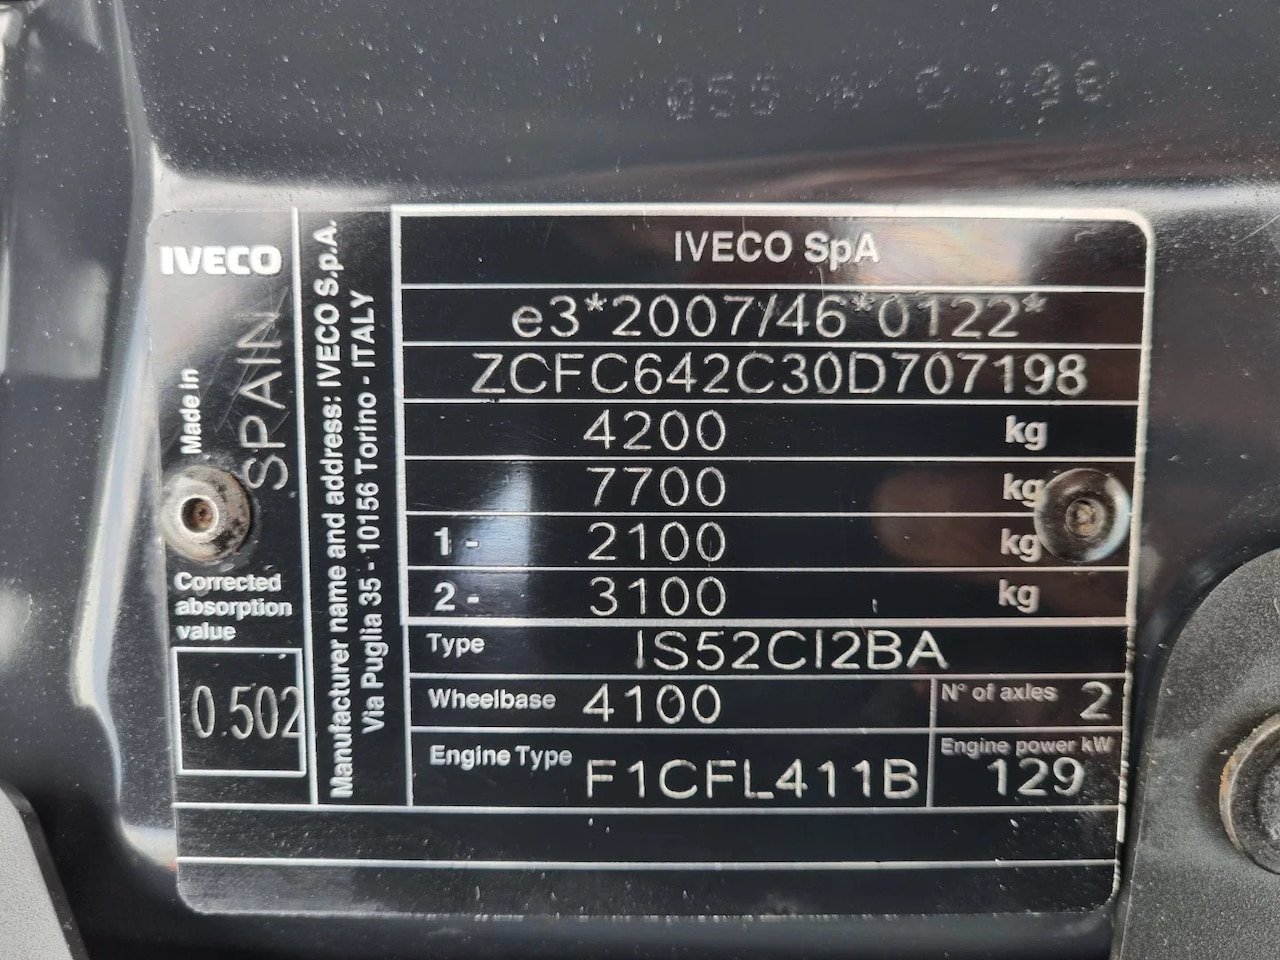 IVECO
Made in
SPAIN
Corrected
absorption
value
0.502
Manufacturer name and address: IVECO S.p.A.
Via Puglia 35 - 10156 Torino - ITALY
IVECO SpA
e3*2007/46*0122*
ZCFC642C30D707198
4200 kg
7700 kg
1 - 2100 kg
2 - 3100 kg
Type IS52CI2BA
Wheelbase 4100 N° of axles 2
Engine Type F1CFL411B Engine power kW 129